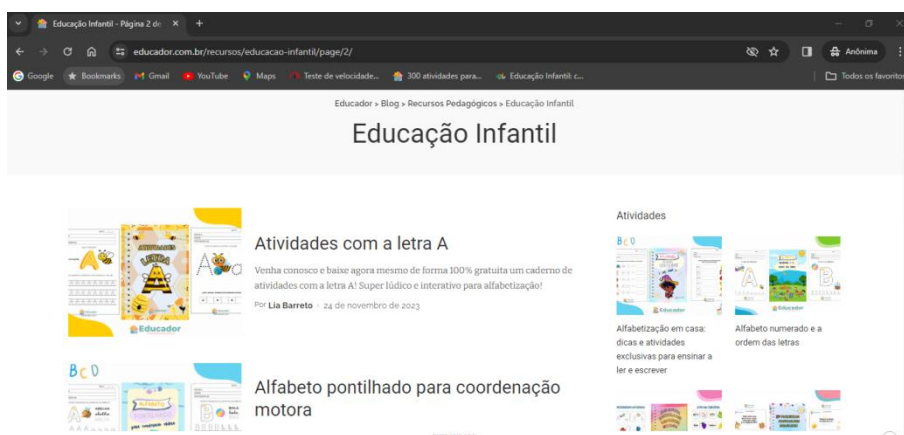 Educação Infantil - Página 2 de
educador.com.br/recursos/educacao-infantil/page/2/
Anônima
Google
Bookmarks
Gmail
YouTube
Maps
Teste de velocidade...
300 atividades para...
Educação Infantil: c...
Todos os favoritos
Educador » Blog » Recursos Pedagógicos » Educação Infantil
Educação Infantil
Atividades com a letra A
Venha conosco e baixe agora mesmo de forma 100% gratuita um caderno de
atividades com a letra A! Super lúdico e interativo para alfabetização!
Por Lia Barreto
24 de novembro de 2023
Educador
BCD
Alfabeto pontilhado para coordenação
motora
Atividades
BCD
Alfabetização em casa:
dicas e atividades
exclusivas para ensinar a
ler e escrever
Alfabeto numerado e a
ordem das letras